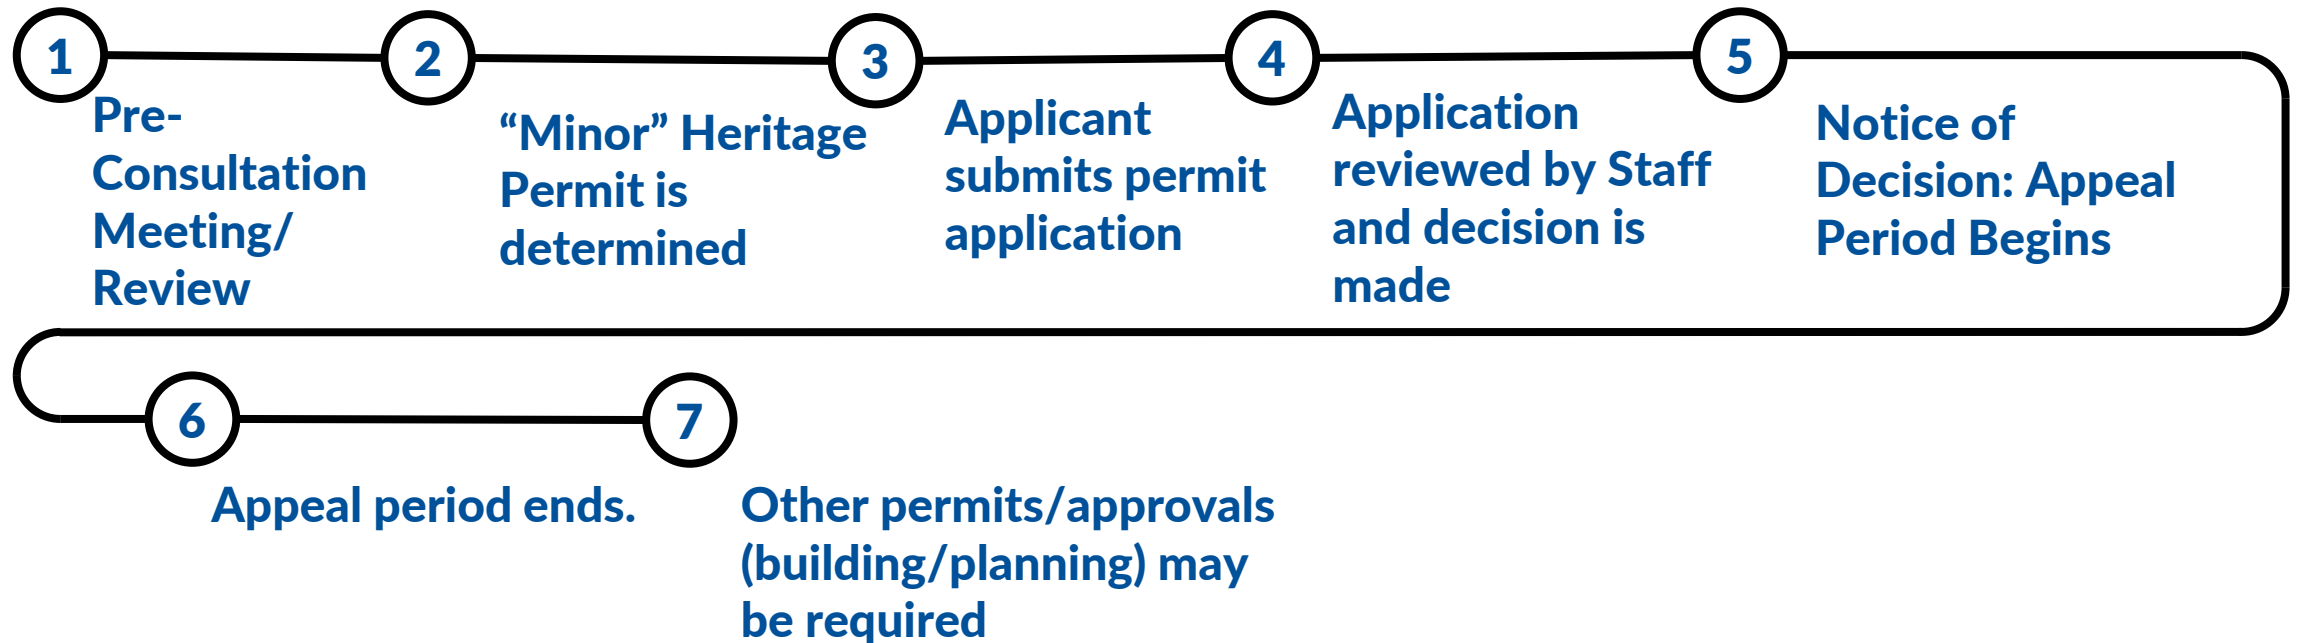 1
2
3
4
5
Pre-
Consultation
Meeting/
Review
“Minor” Heritage
Permit is
determined
Applicant
submits permit
application
Application
reviewed by Staff
and decision is
made
Notice of
Decision: Appeal
Period Begins
6
7
Appeal period ends.
Other permits/approvals
(building/planning) may
be required